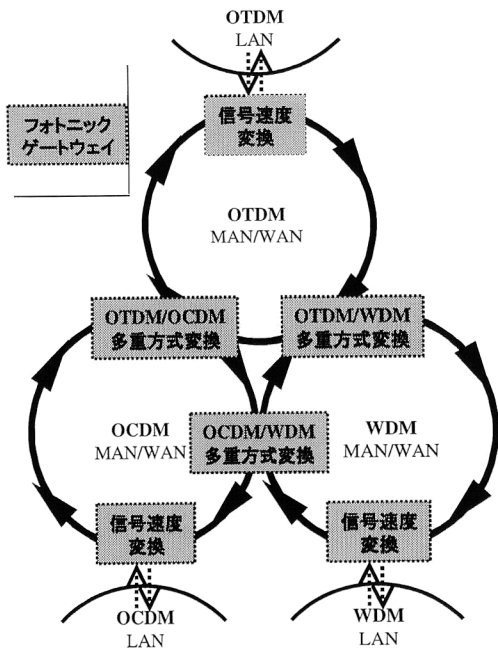 OTDM
LAN
フォトニック
ゲートウェイ
信号速度
変換
OTDM
MAN/WAN
OTDM/OCDM
多重方式変換
OTDM/WDM
多重方式変換
OCDM
MAN/WAN
OCDM/WDM
多重方式変換
WDM
MAN/WAN
信号速度
変換
信号速度
変換
OCDM
LAN
WDM
LAN